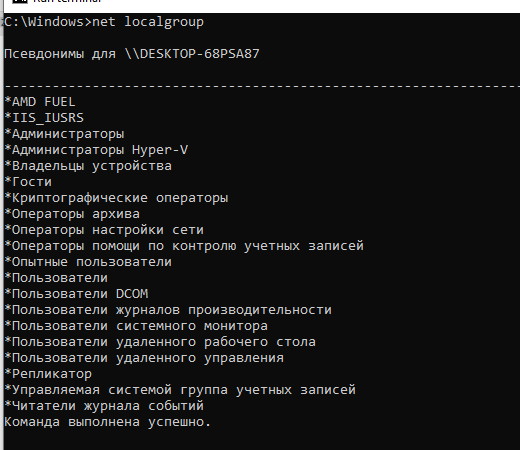 C:\Windows>net localgroup
Псевдонимы для \\DESKTOP-68PSA87
-------------------------------------------------------------------------------
*AMD FUEL
*IIS_IUSRS
*Администраторы
*Администраторы Hyper-V
*Владельцы устройства
*Гости
*Криптографические операторы
*Операторы архива
*Операторы настройки сети
*Операторы помощи по контролю учетных записей
*Опытные пользователи
*Пользователи
*Пользователи DCOM
*Пользователи журналов производительности
*Пользователи системного монитора
*Пользователи удаленного рабочего стола
*Пользователи удаленного управления
*Репликатор
*Управляемая системой группа учетных записей
*Читатели журнала событий
Команда выполнена успешно.